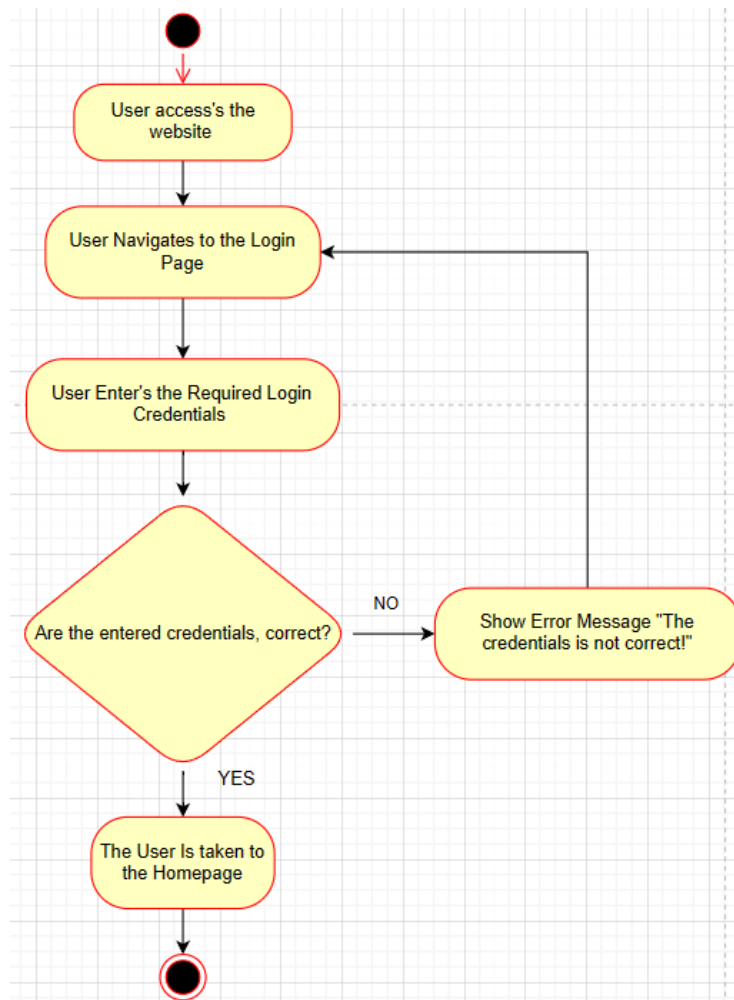 User access's the
website
User Navigates to the Login
Page
User Enter's the Required Login
Credentials
Are the entered credentials, correct?
NO
Show Error Message "The
credentials is not correct!"
YES
The User Is taken to
the Homepage